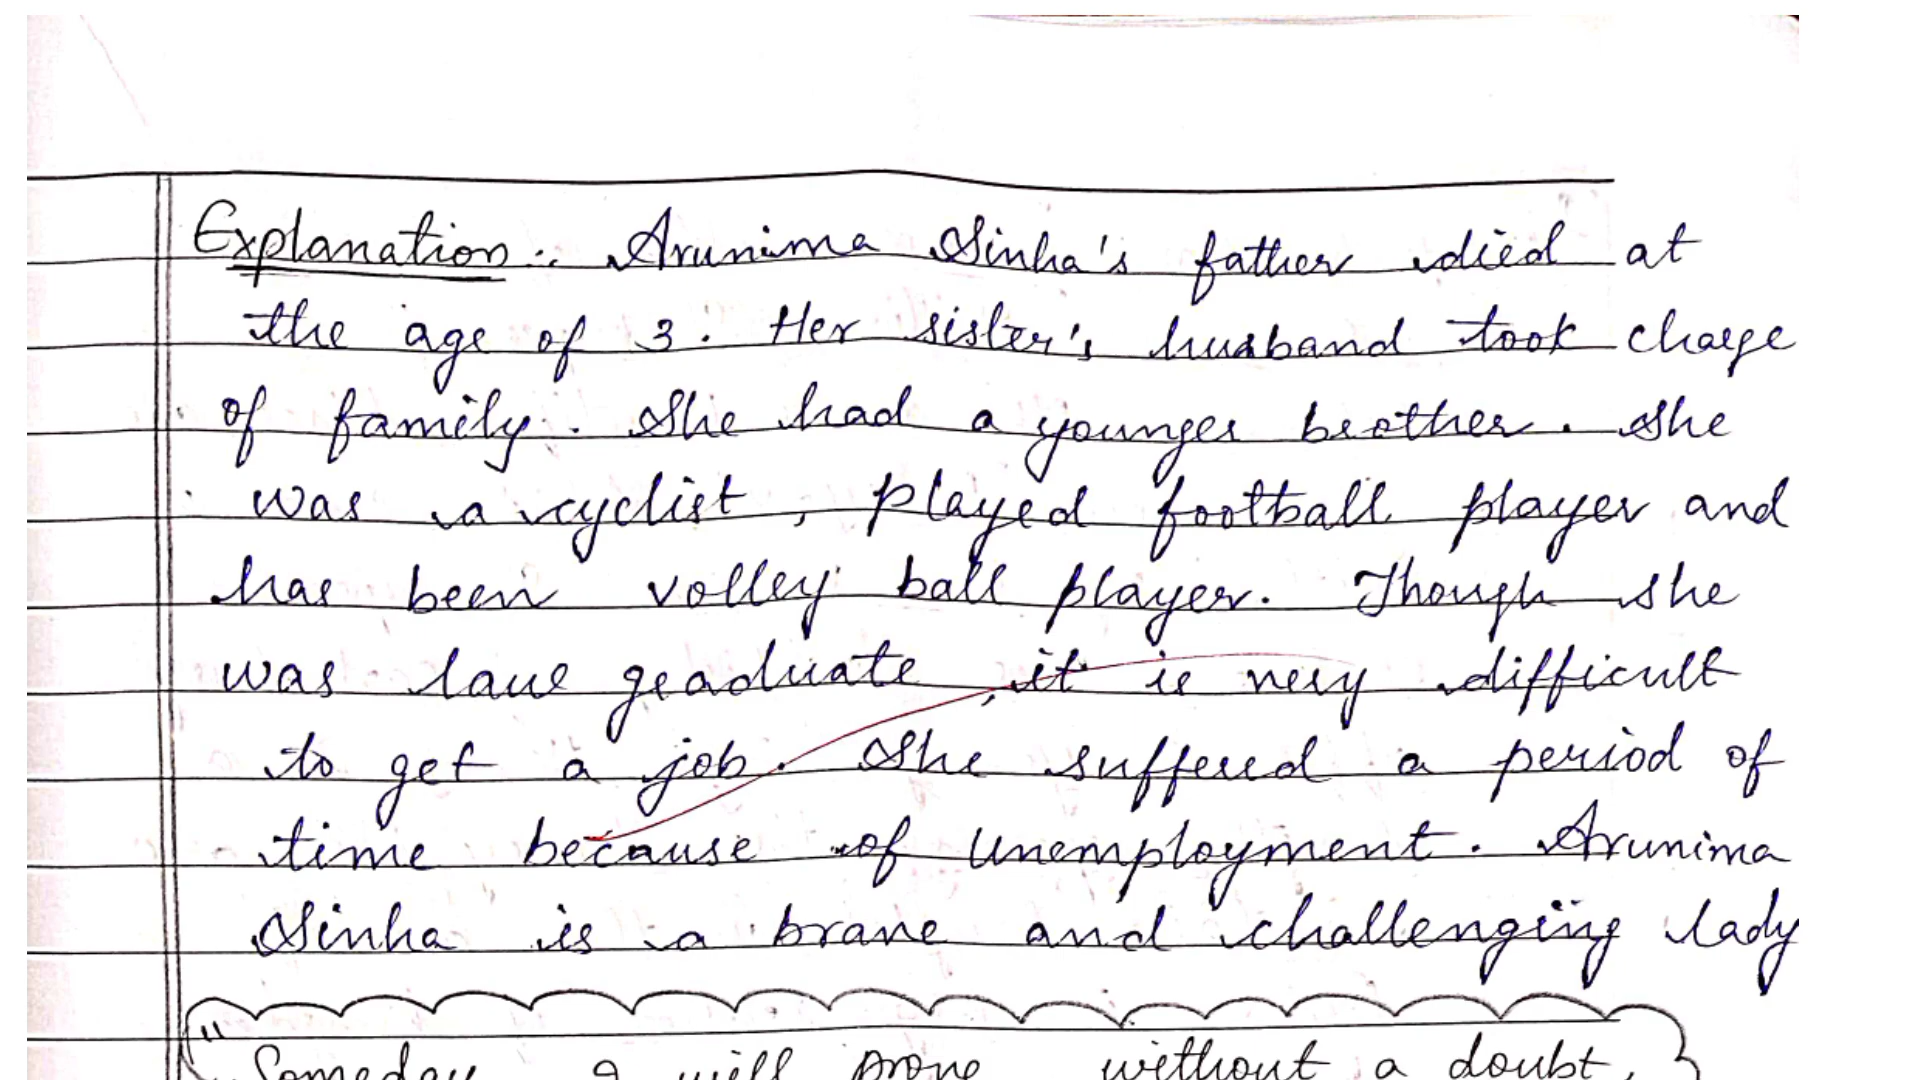 Explanation :- Arunima Sinha's father died at
the age of 3. Her sister's husband took charge
of family. She had a younger brother. She
was a cyclist, played football player and
has been volley ball player. Though she
was law graduate, it is very difficult
to get a job. She suffered a period of
time because of Unemployment. Arunima
Sinha is a brave and challenging lady
"Someday I will prove without a doubt,